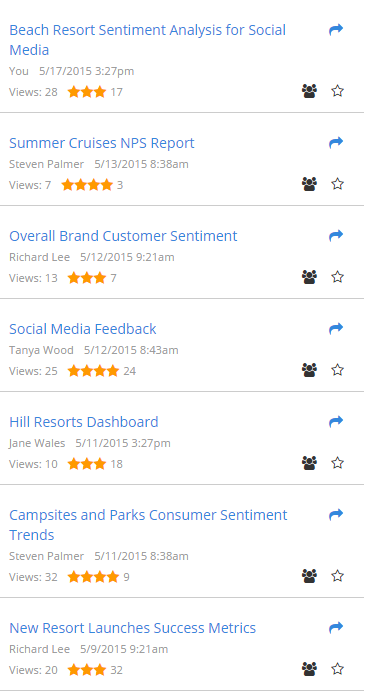 Beach Resort Sentiment Analysis for Social
Media
You 5/17/2015 3:27pm
Views: 28 17
Summer Cruises NPS Report
Steven Palmer 5/13/2015 8:38am
Views: 7 3
Overall Brand Customer Sentiment
Richard Lee 5/12/2015 9:21am
Views: 13 7
Social Media Feedback
Tanya Wood 5/12/2015 8:43am
Views: 25 24
Hill Resorts Dashboard
Jane Wales 5/11/2015 3:27pm
Views: 10 18
Campsites and Parks Consumer Sentiment
Trends
Steven Palmer 5/11/2015 8:38am
Views: 32 9
New Resort Launches Success Metrics
Richard Lee 5/9/2015 9:21am
Views: 20 32